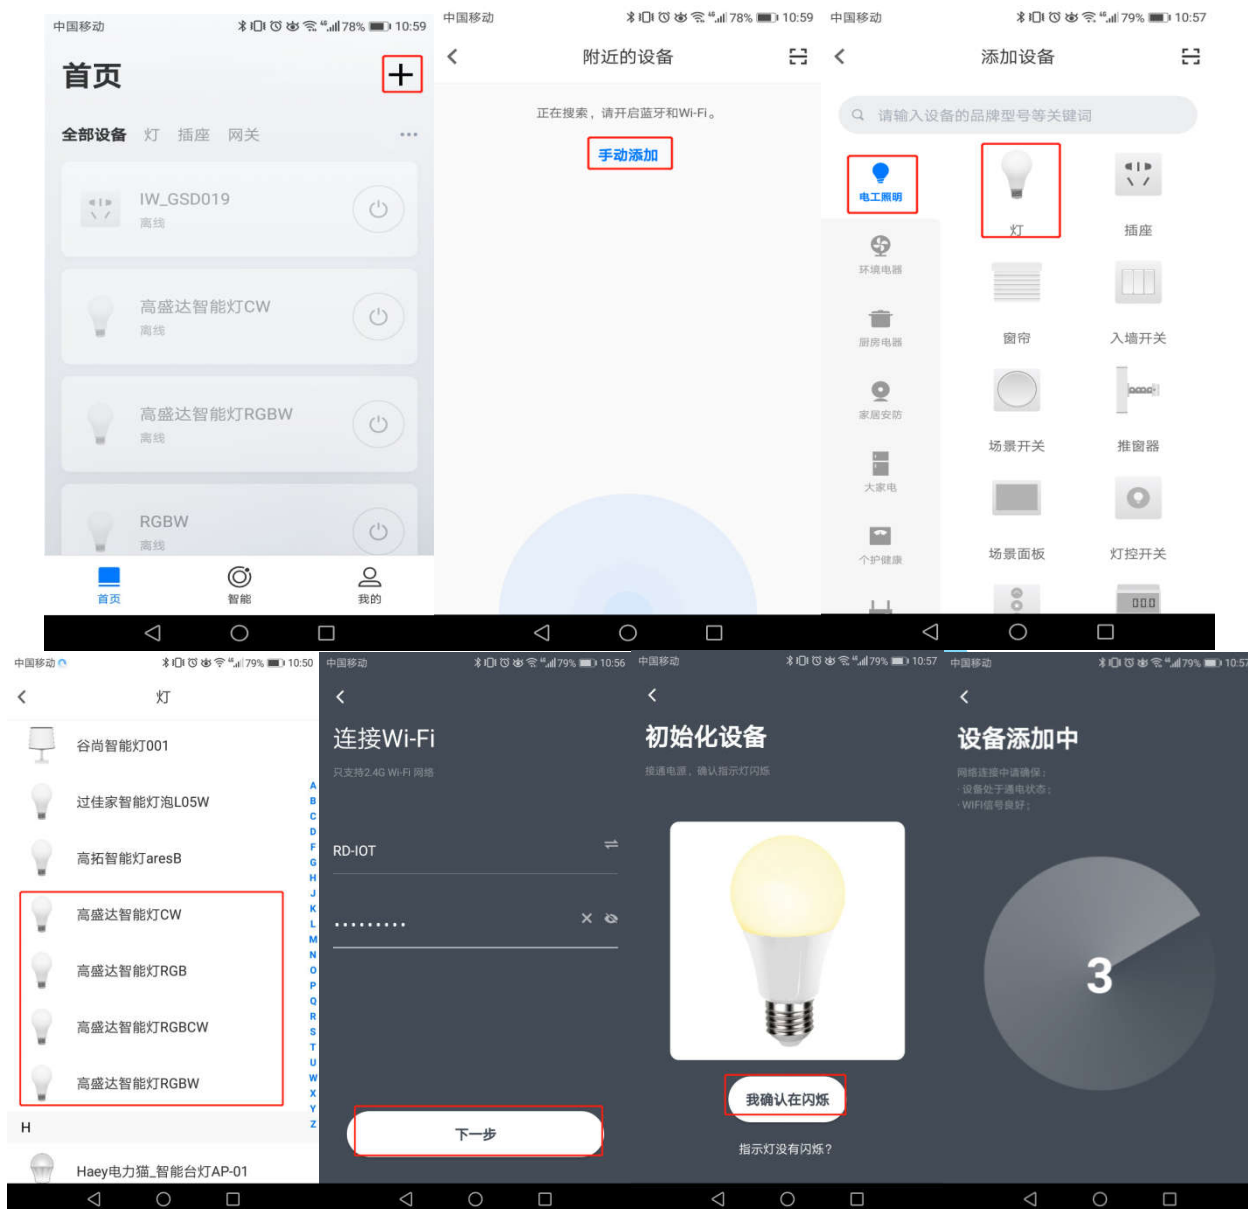 中国移动 78% 10:59
首页
全部设备 灯 插座 网关
IW_GSD019
离线
高盛达智能灯CW
离线
高盛达智能灯RGBW
离线
RGBW
离线
首页 智能 我的
中国移动 78% 10:59
附近的设备
正在搜索，请开启蓝牙和Wi-Fi。
手动添加
中国移动 79% 10:57
添加设备
请输入设备的品牌型号等关键词
电工照明
环境电器
厨房电器
家居安防
大家电
个护健康
灯 插座
窗帘 入墙开关
场景开关 推窗器
场景面板 灯控开关
中国移动 79% 10:50
灯
谷尚智能灯001
过佳家智能灯泡L05W
高拓智能灯aresB
高盛达智能灯CW
高盛达智能灯RGB
高盛达智能灯RGBCW
高盛达智能灯RGBW
H
Haey电力猫_智能台灯AP-01
A
B
C
D
F
G
H
J
K
L
M
N
O
P
Q
R
S
T
U
W
X
Y
Z
中国移动 79% 10:56
连接Wi-Fi
只支持2.4G Wi-Fi 网络
RD-IOT
下一步
中国移动 79% 10:57
初始化设备
接通电源，确认指示灯闪烁
我确认在闪烁
指示灯没有闪烁?
中国移动 79% 10:57
设备添加中
网络连接中请确保：
·设备处于通电状态；
·WIFI信号良好；
3